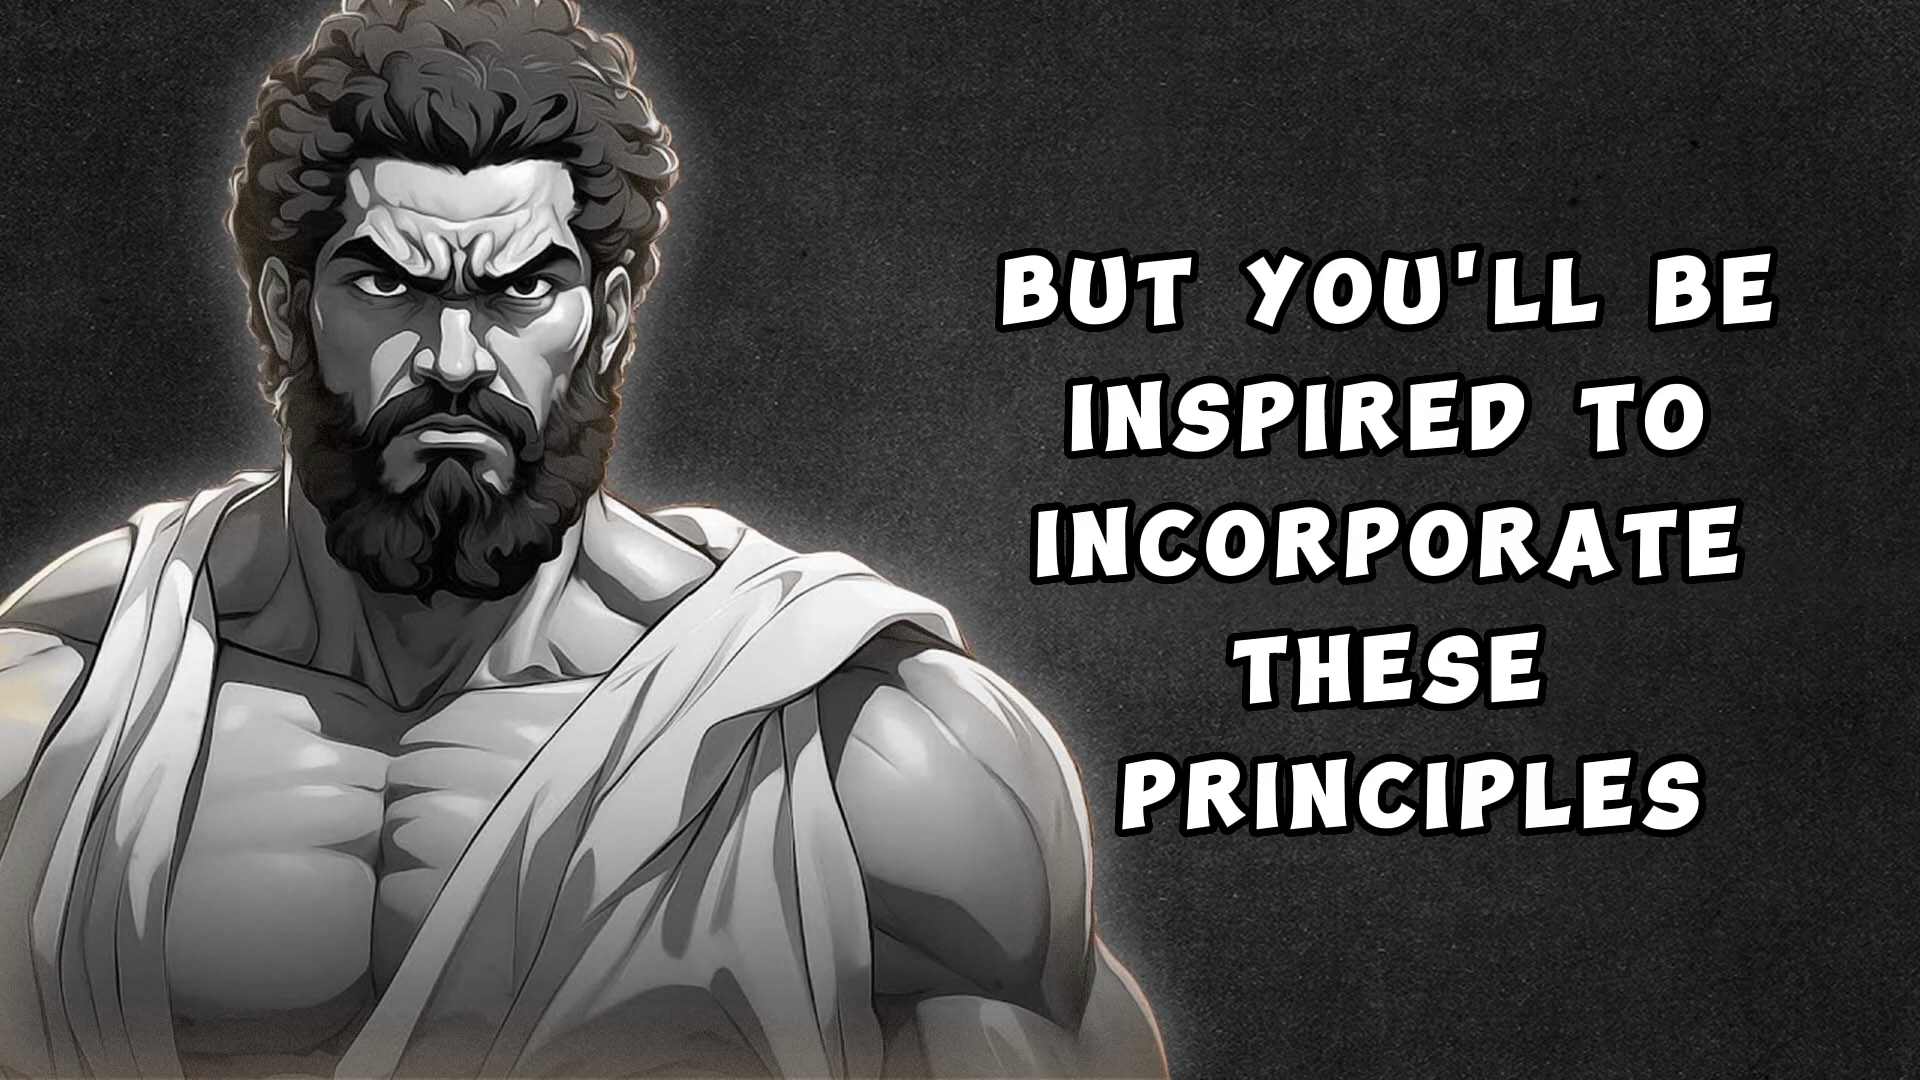 BUT YOU'LL BE
INSPIRED TO
INCORPORATE
THESE
PRINCIPLES